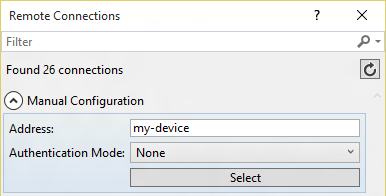 Remote Connections
Filter
Found 26 connections
Manual Configuration
Address: my-device
Authentication Mode: None
Select